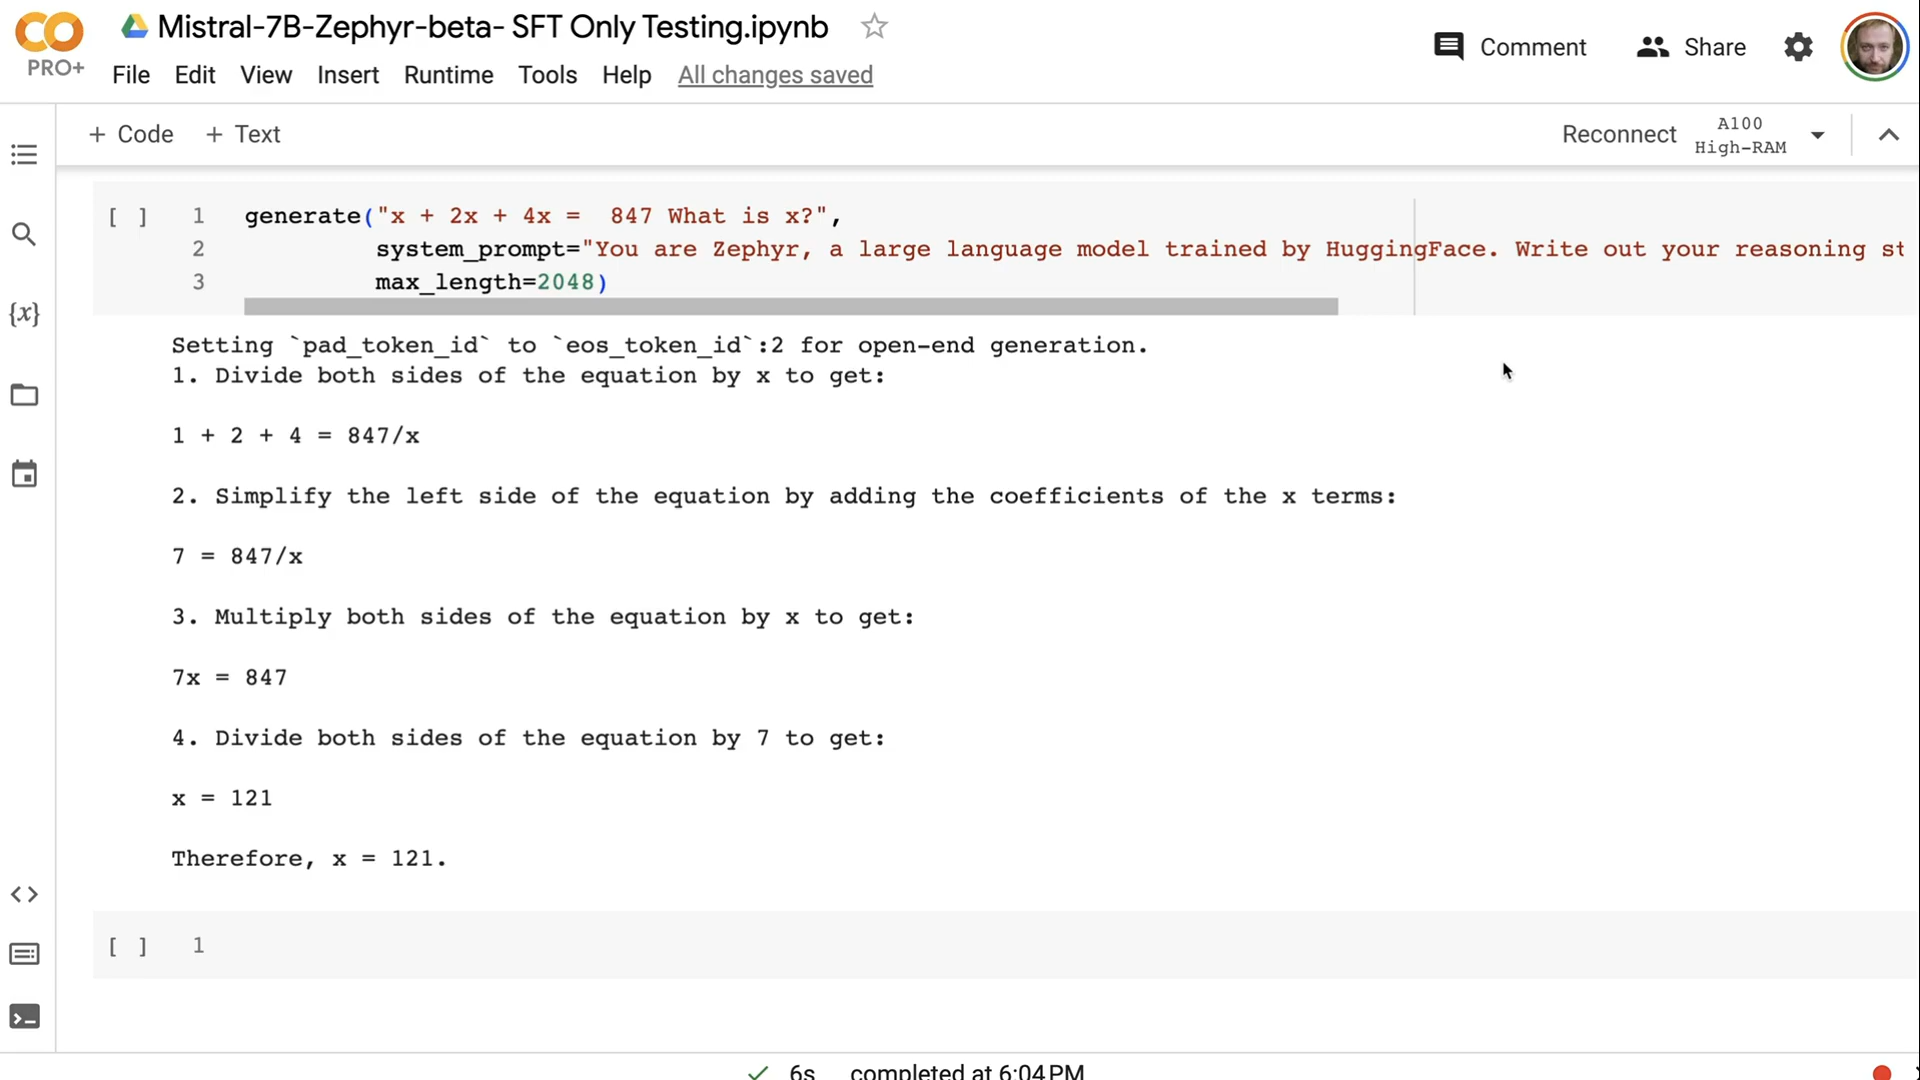 Mistral-7B-Zephyr-beta- SFT Only Testing.ipynb
PRO+
File Edit View Insert Runtime Tools Help All changes saved
Comment Share
+ Code + Text
Reconnect A100 High-RAM
[ ] 1 generate("x + 2x + 4x =  847 What is x?",
2 system_prompt="You are Zephyr, a large language model trained by HuggingFace. Write out your reasoning st
3 max_length=2048)
{x}
Setting `pad_token_id` to `eos_token_id`:2 for open-end generation.
1. Divide both sides of the equation by x to get:
1 + 2 + 4 = 847/x
2. Simplify the left side of the equation by adding the coefficients of the x terms:
7 = 847/x
3. Multiply both sides of the equation by x to get:
7x = 847
4. Divide both sides of the equation by 7 to get:
x = 121
Therefore, x = 121.
[ ] 1
6s completed at 6:04 PM